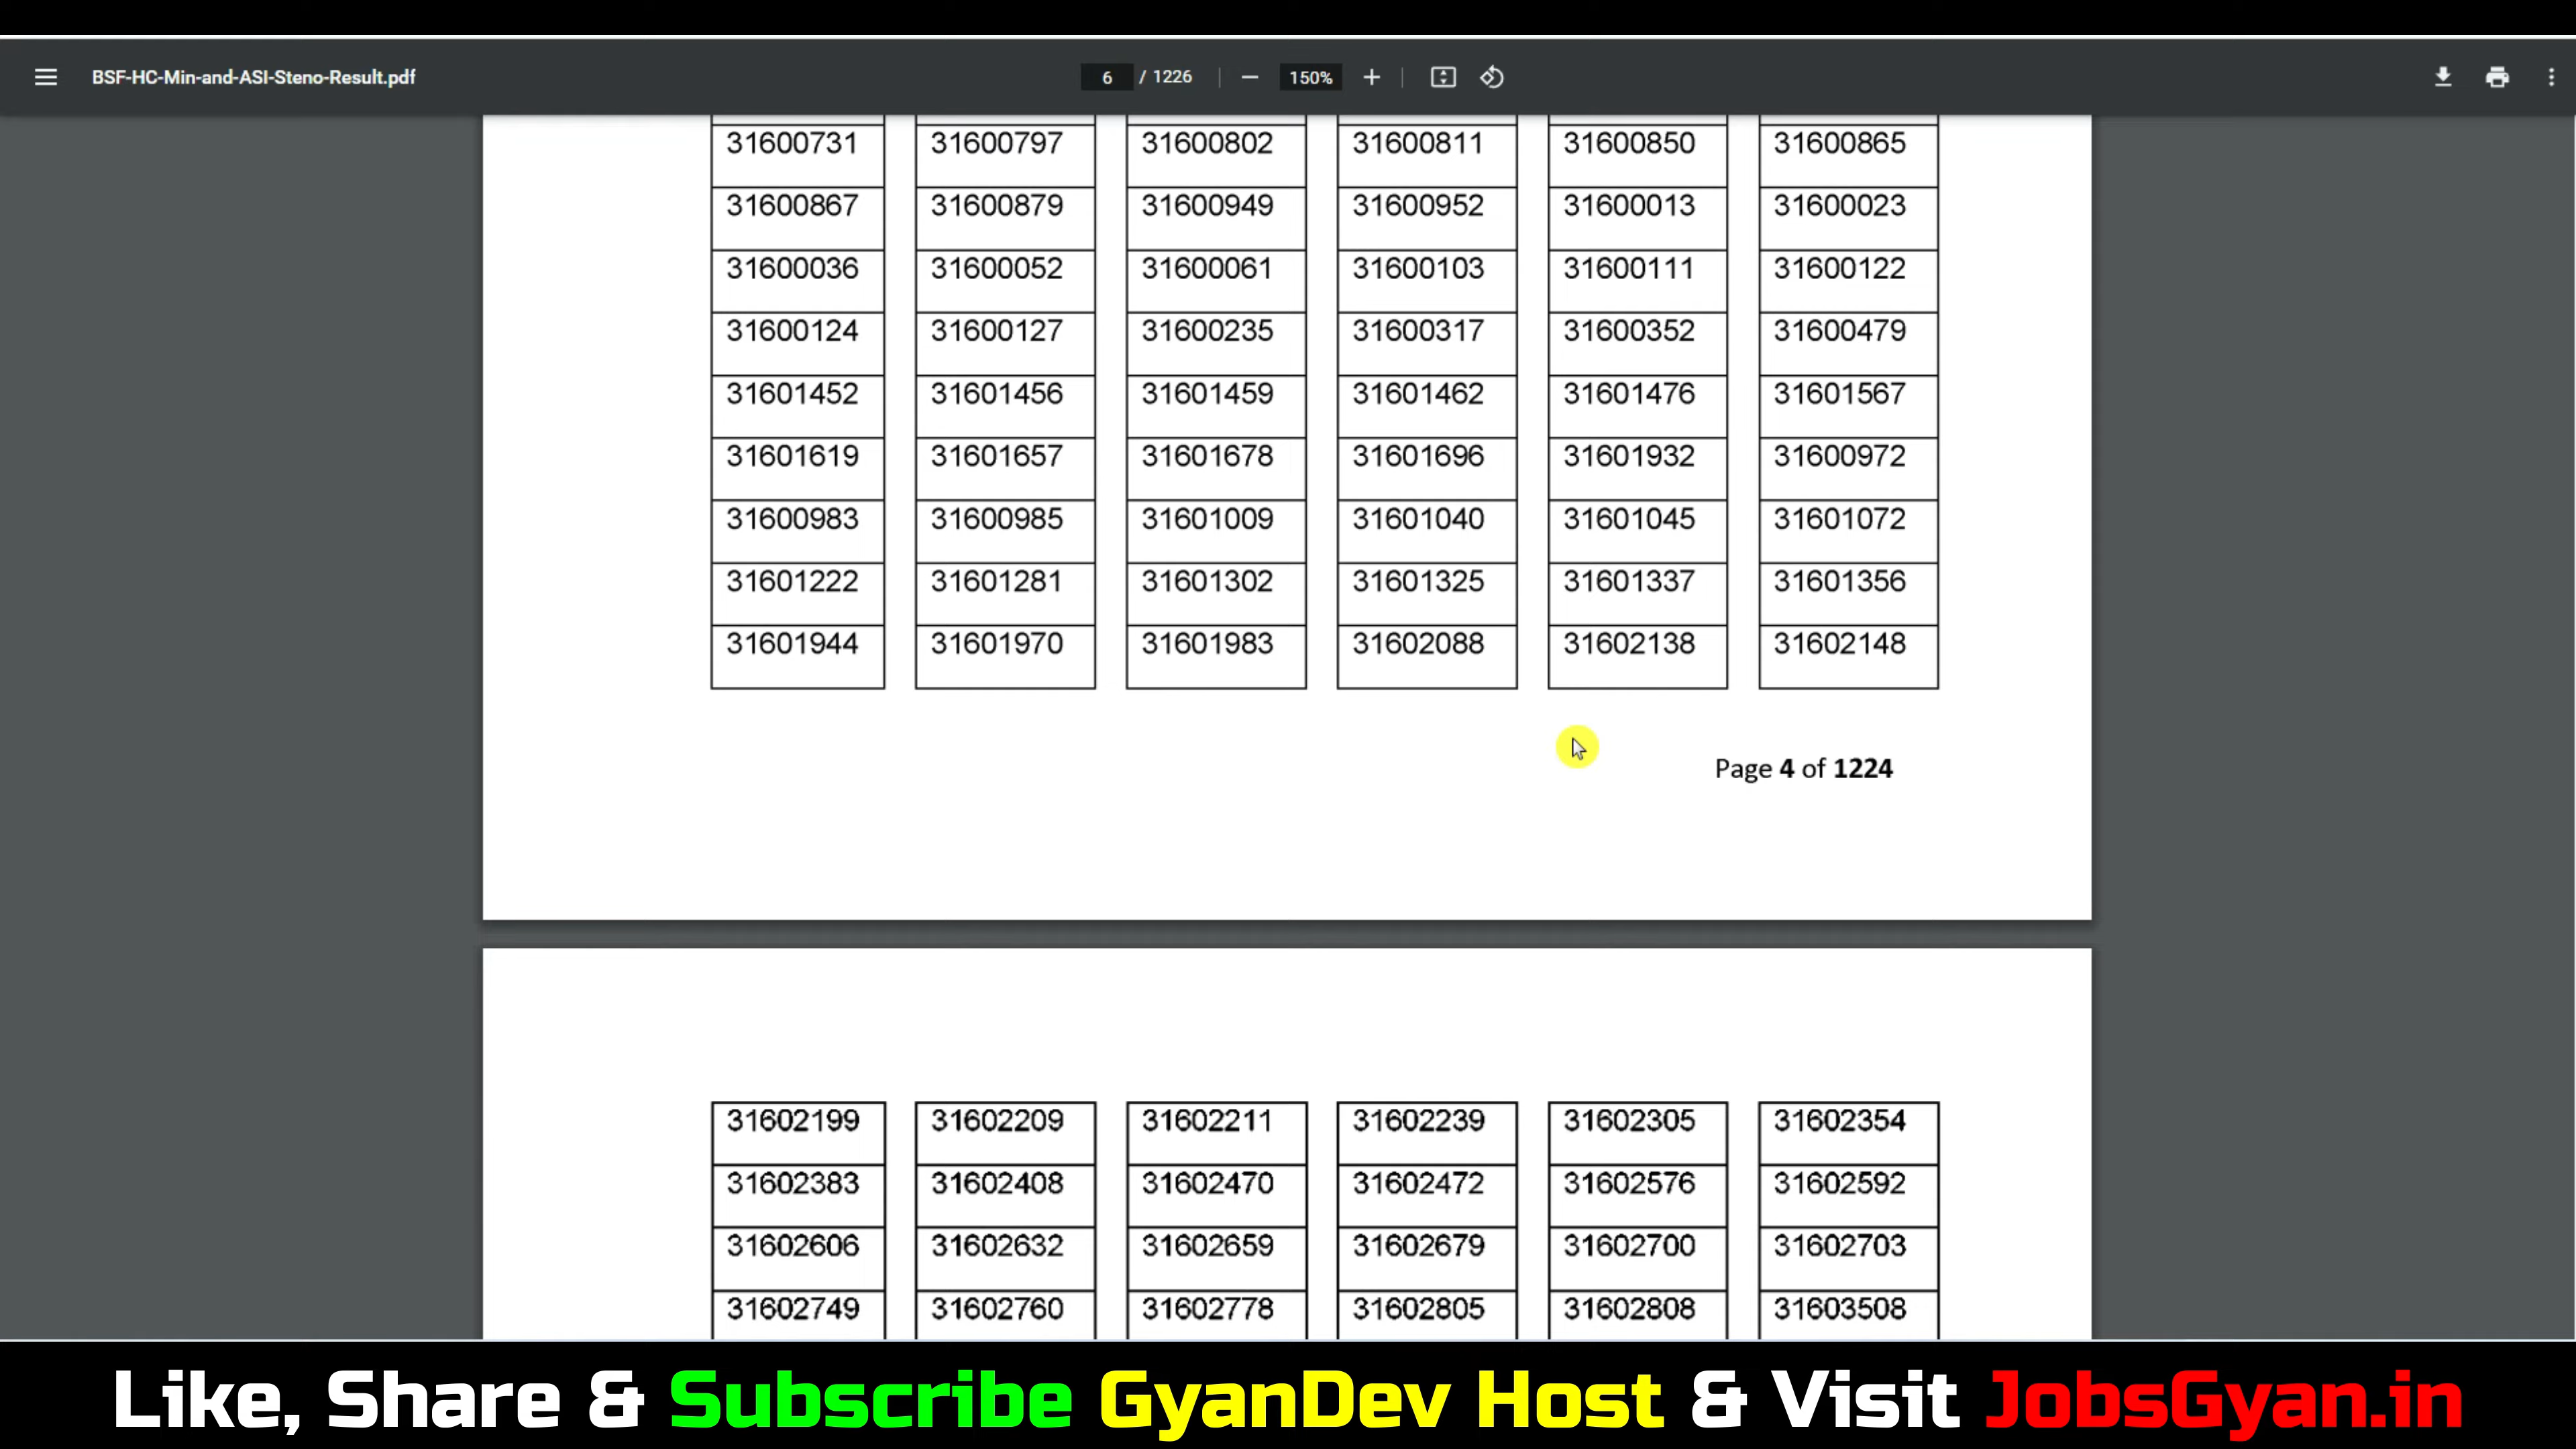 BSF-HC-Min-and-ASI-Steno-Result.pdf 6 / 1226 150%
31600731 31600797 31600802 31600811 31600850 31600865
31600867 31600879 31600949 31600952 31600013 31600023
31600036 31600052 31600061 31600103 31600111 31600122
31600124 31600127 31600235 31600317 31600352 31600479
31601452 31601456 31601459 31601462 31601476 31601567
31601619 31601657 31601678 31601696 31601932 31600972
31600983 31600985 31601009 31601040 31601045 31601072
31601222 31601281 31601302 31601325 31601337 31601356
31601944 31601970 31601983 31602088 31602138 31602148
Page 4 of 1224
31602199 31602209 31602211 31602239 31602305 31602354
31602383 31602408 31602470 31602472 31602576 31602592
31602606 31602632 31602659 31602679 31602700 31602703
31602749 31602760 31602778 31602805 31602808 31603508
Like, Share & Subscribe GyanDev Host & Visit JobsGyan.in